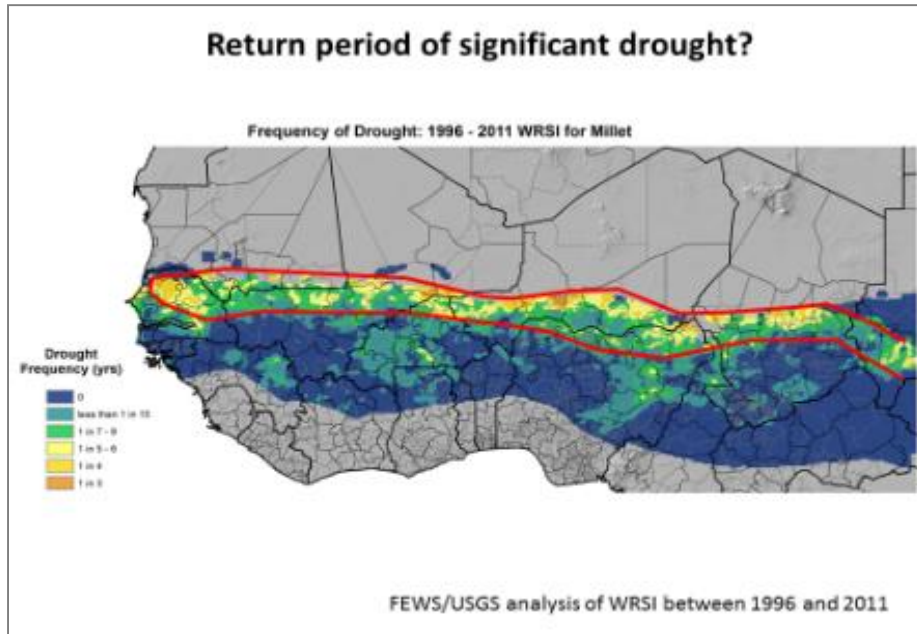 Return period of significant drought?
Frequency of Drought: 1996 - 2011 WRSI for Millet
Drought
Frequency (yrs)
0
less than 1 in 10
1 in 7 - 9
1 in 5 - 6
1 in 4
1 in 3
FEWS/USGS analysis of WRSI between 1996 and 2011